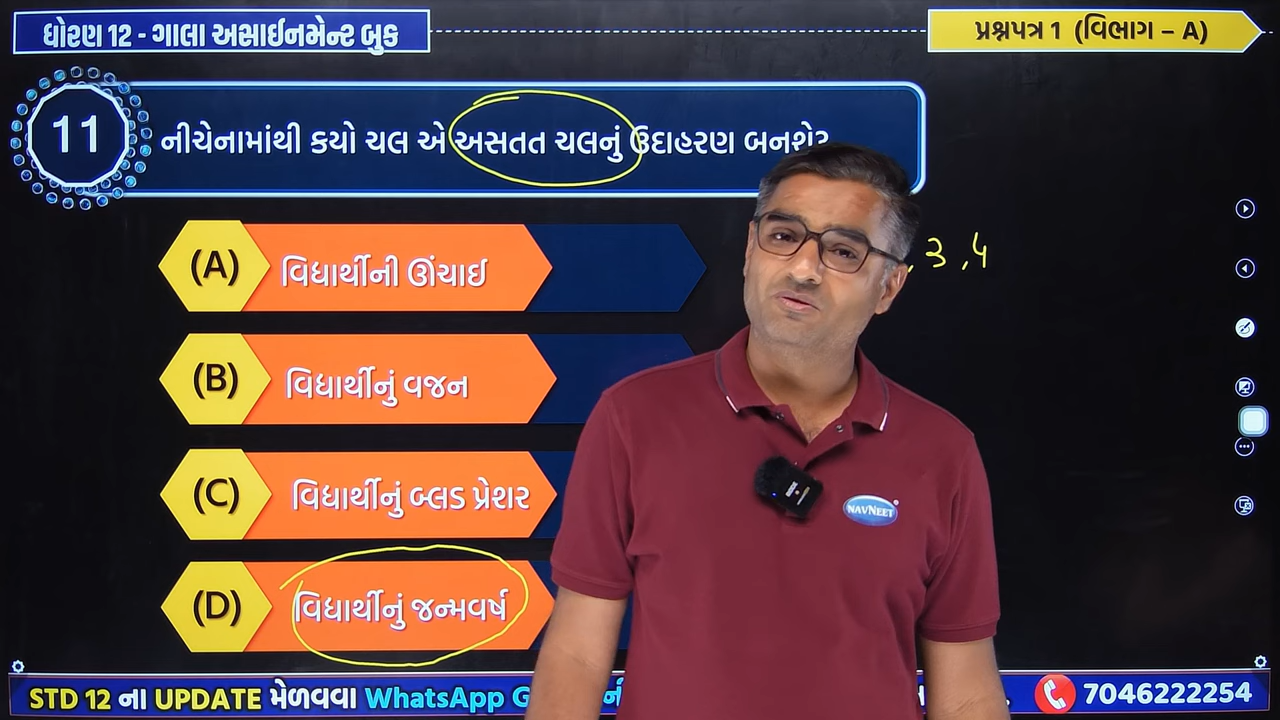 ધોરણ 12 - ગાલા અસાઈનમેન્ટ બુક
પ્રશ્નપત્ર 1 (વિભાગ – A)
11
નીચેનામાંથી કયો ચલ એ અસતત ચલનું ઉદાહરણ બનશે?
, 3 , 4
(A) વિદ્યાર્થીની ઊંચાઈ
(B) વિદ્યાર્થીનું વજન
(C) વિદ્યાર્થીનું બ્લડ પ્રેશર
(D) વિદ્યાર્થીનું જન્મવર્ષ
NAVNEET
STD 12 ના UPDATE મેળવવા WhatsApp
7046222254